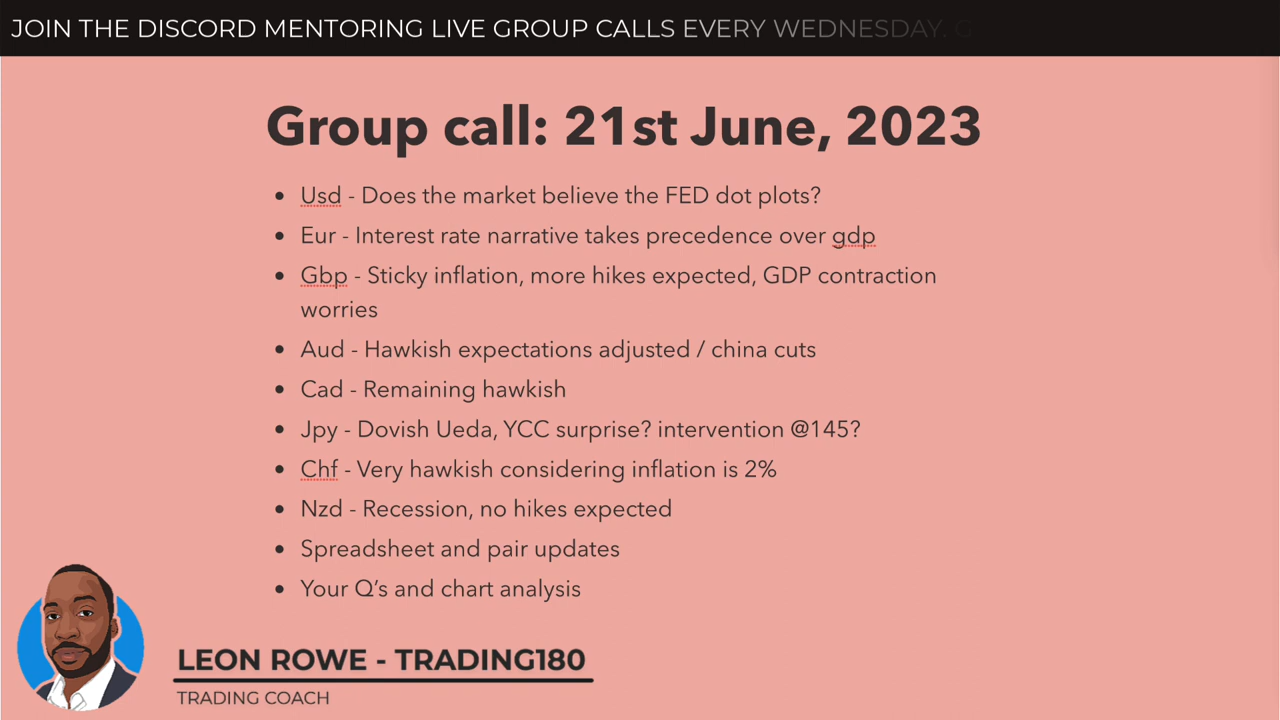 JOIN THE DISCORD MENTORING LIVE GROUP CALLS EVERY WEDNESDAY. G
Group call: 21st June, 2023
• Usd - Does the market believe the FED dot plots?
• Eur - Interest rate narrative takes precedence over gdp
• Gbp - Sticky inflation, more hikes expected, GDP contraction
worries
• Aud - Hawkish expectations adjusted / china cuts
• Cad - Remaining hawkish
• Jpy - Dovish Ueda, YCC surprise? intervention @145?
• Chf - Very hawkish considering inflation is 2%
• Nzd - Recession, no hikes expected
• Spreadsheet and pair updates
• Your Q’s and chart analysis
LEON ROWE - TRADING180
TRADING COACH